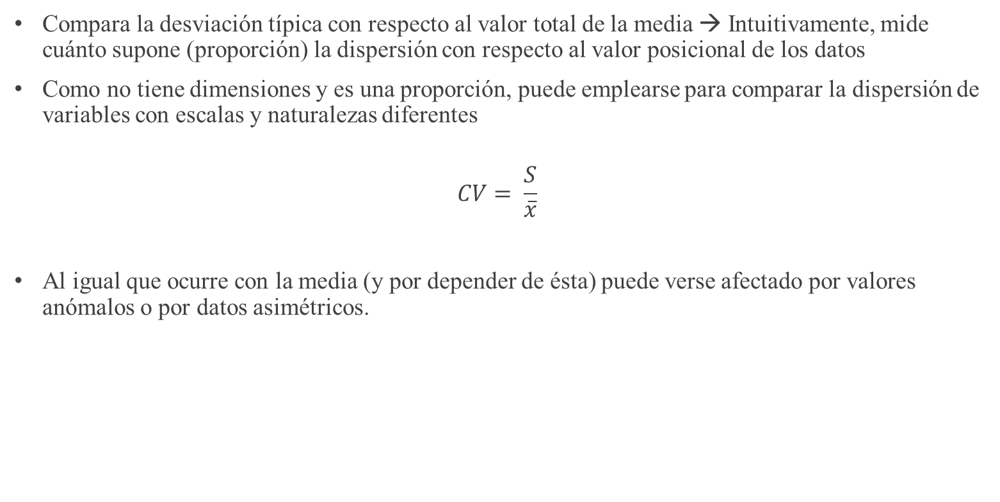 • Compara la desviación típica con respecto al valor total de la media → Intuitivamente, mide
cuánto supone (proporción) la dispersión con respecto al valor posicional de los datos
• Como no tiene dimensiones y es una proporción, puede emplearse para comparar la dispersión de
variables con escalas y naturalezas diferentes
CV = S / x̄
• Al igual que ocurre con la media (y por depender de ésta) puede verse afectado por valores
anómalos o por datos asimétricos.